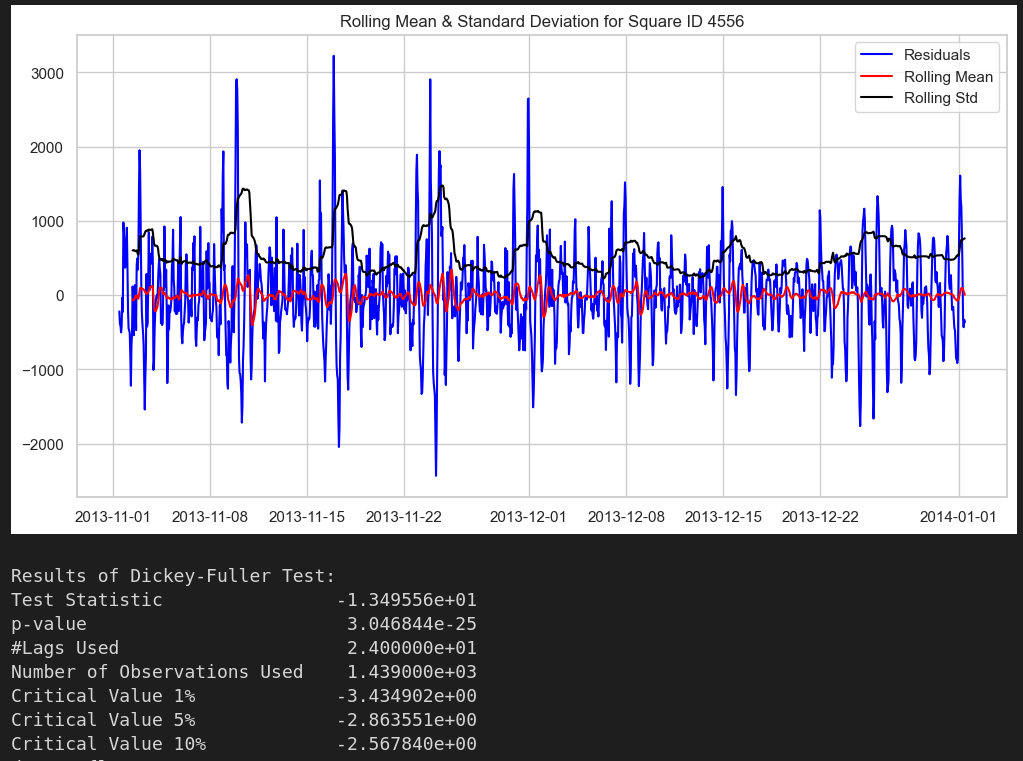 Rolling Mean & Standard Deviation for Square ID 4556
Residuals
Rolling Mean
Rolling Std
3000
2000
1000
0
−1000
−2000
2013-11-01 2013-11-08 2013-11-15 2013-11-22 2013-12-01 2013-12-08 2013-12-15 2013-12-22 2014-01-01
Results of Dickey-Fuller Test:
Test Statistic -1.349556e+01
p-value 3.046844e-25
#Lags Used 2.400000e+01
Number of Observations Used 1.439000e+03
Critical Value 1% -3.434902e+00
Critical Value 5% -2.863551e+00
Critical Value 10% -2.567840e+00